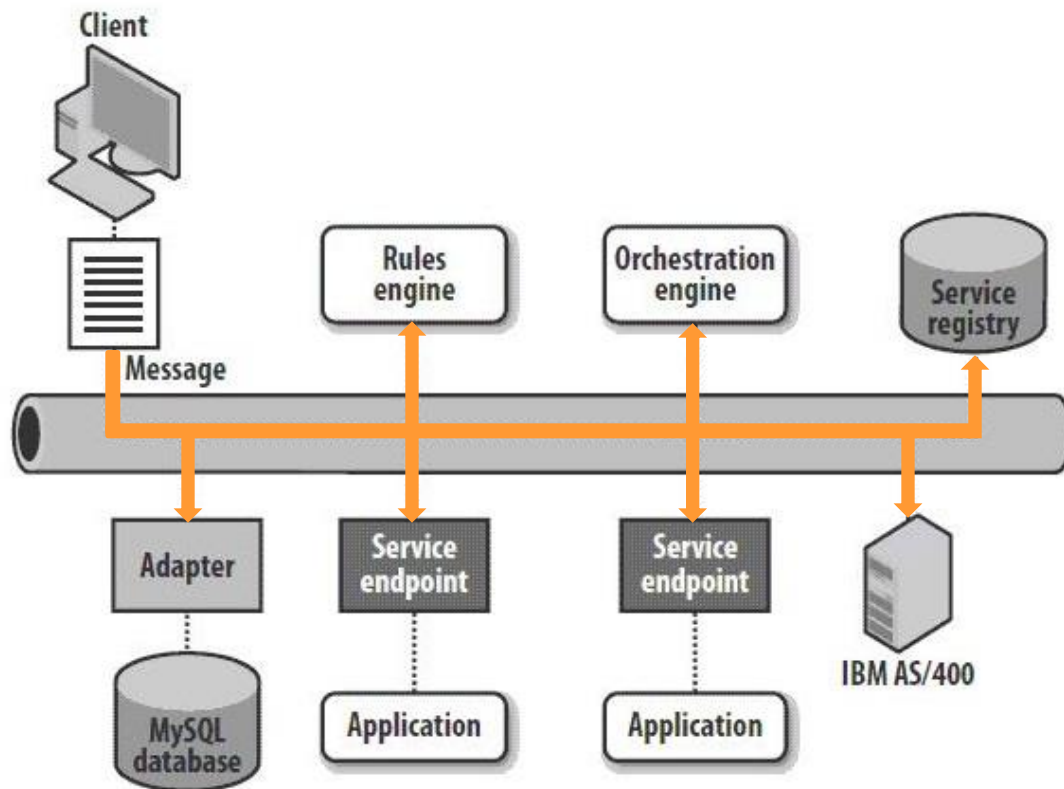 Client
Rules
engine
Orchestration
engine
Service
registry
Message
Adapter
Service
endpoint
Service
endpoint
IBM AS/400
MySQL
database
Application
Application